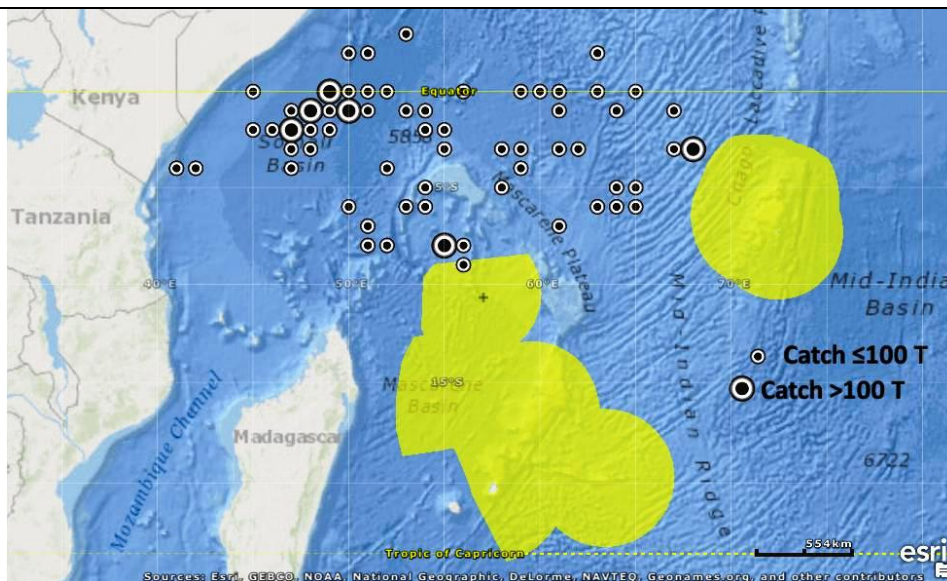 Kenya
Equator
Laccadive R
Somali
Basin
585
5°S
Tanzania
Mascarene Plateau
Chago
40°E
50°E
60°E
70°E
Mid-India
Basin
Mid Indian Ridge
Catch ≤100 T
Catch >100 T
Mascarene
Basin
15°S
Madagascar
Mozambique Channel
6722
Tropic of Capricorn
554km
esri
Sources: Esri, GEBCO, NOAA, National Geographic, DeLorme, NAVTEQ, Geonames.org, and other contributors